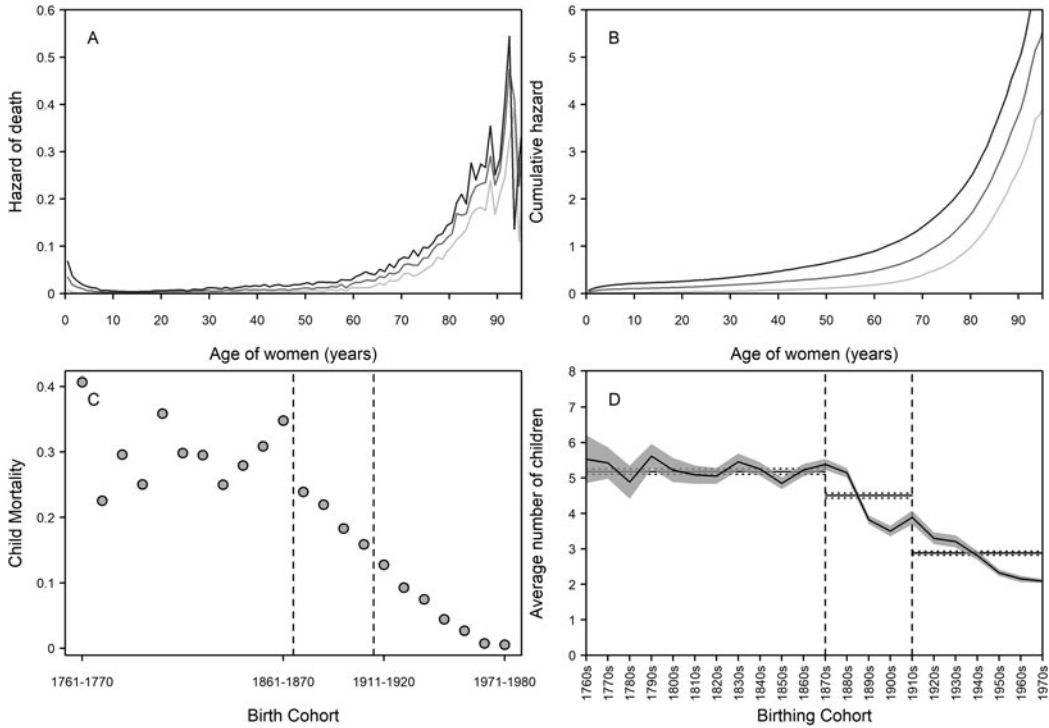 A
Hazard of death
0.6
0.5
0.4
0.3
0.2
0.1
0
0 10 20 30 40 50 60 70 80 90
Age of women (years)
B
Cumulative hazard
6
5
4
3
2
1
0
0 10 20 30 40 50 60 70 80 90
Age of women (years)
C
Child Mortality
0.4
0.3
0.2
0.1
0
1761-1770 1861-1870 1911-1920 1971-1980
Birth Cohort
D
Average number of children
8
7
6
5
4
3
2
1
0
1760s 1770s 1780s 1790s 1800s 1810s 1820s 1830s 1840s 1850s 1860s 1870s 1880s 1890s 1900s 1910s 1920s 1930s 1940s 1950s 1960s 1970s
Birthing Cohort